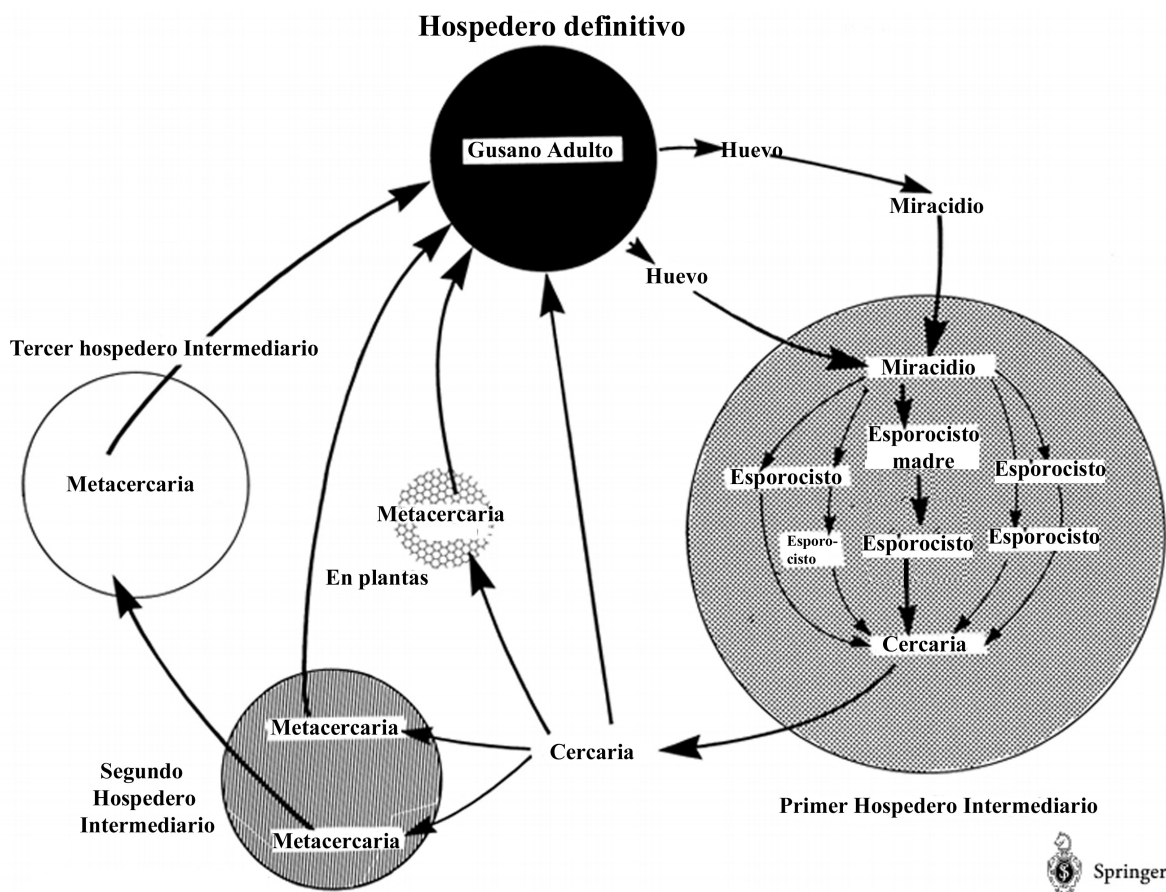 Hospedero definitivo
Gusano Adulto
Huevo
Miracidio
Huevo
Tercer hospedero Intermediario
Miracidio
Esporocisto
madre
Esporocisto
Esporocisto
Metacercaria
Metacercaria
Esporo-
cisto
Esporocisto
Esporocisto
En plantas
Cercaria
Metacercaria
Cercaria
Segundo
Hospedero
Intermediario
Metacercaria
Primer Hospedero Intermediario
Springer